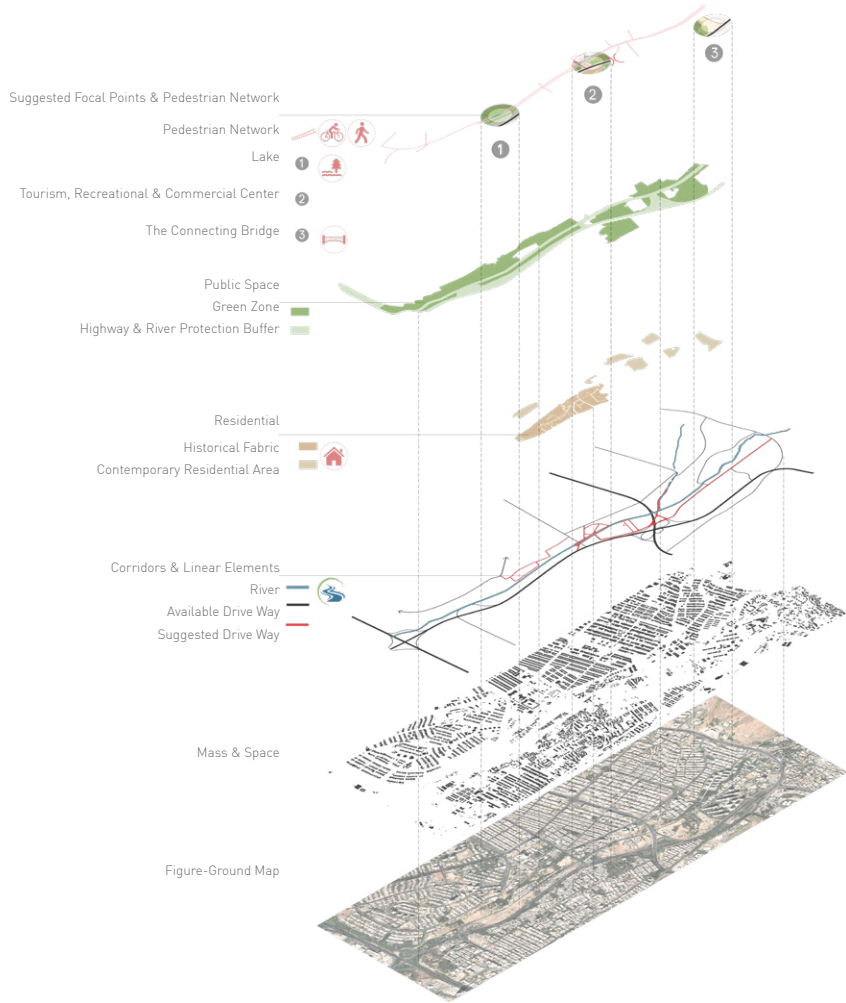 3
2
Suggested Focal Points & Pedestrian Network
Pedestrian Network
1
Lake
1
Tourism, Recreational & Commercial Center
2
The Connecting Bridge
3
Public Space
Green Zone
Highway & River Protection Buffer
Residential
Historical Fabric
Contemporary Residential Area
Corridors & Linear Elements
River
Available Drive Way
Suggested Drive Way
Mass & Space
Figure-Ground Map